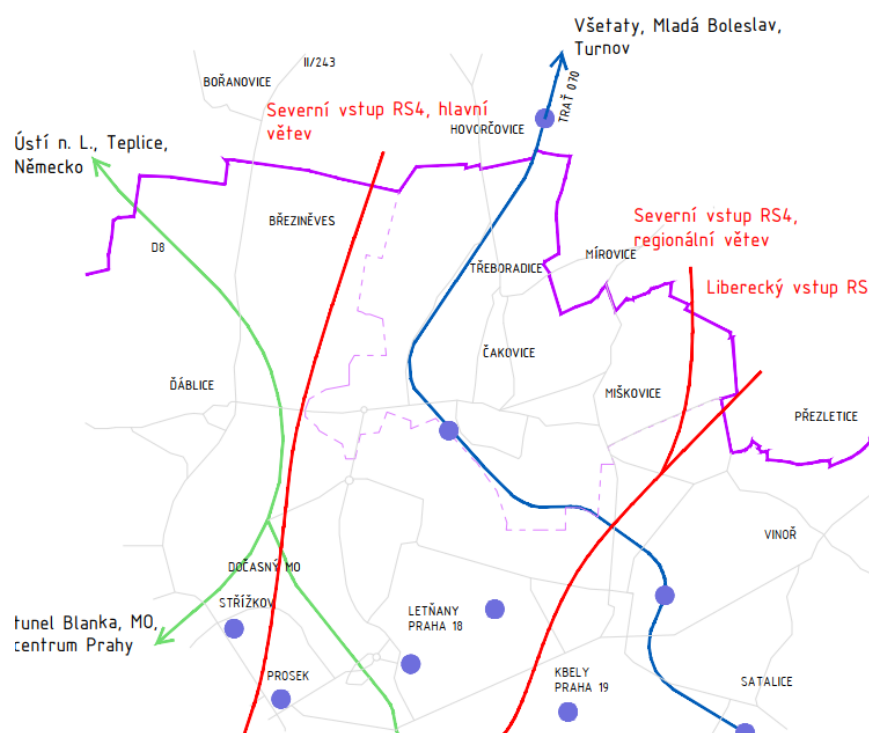 Všetaty, Mladá Boleslav,
Turnov
II/243
BOŘANOVICE
TRAŤ 070
Severní vstup RS4, hlavní
větev
HOVORČOVICE
Ústí n. L., Teplice,
Německo
BŘEZINĚVES
Severní vstup RS4,
regionální větev
D8
MÍROVICE
TŘEBORADICE
Liberecký vstup RS
ČAKOVICE
ĎÁBLICE
MIŠKOVICE
PŘEZLETICE
VINOŘ
DOČASNÝ MO
STŘÍŽKOV
LETŇANY
PRAHA 18
tunel Blanka, MO,
centrum Prahy
PROSEK
KBELY
PRAHA 19
SATALICE